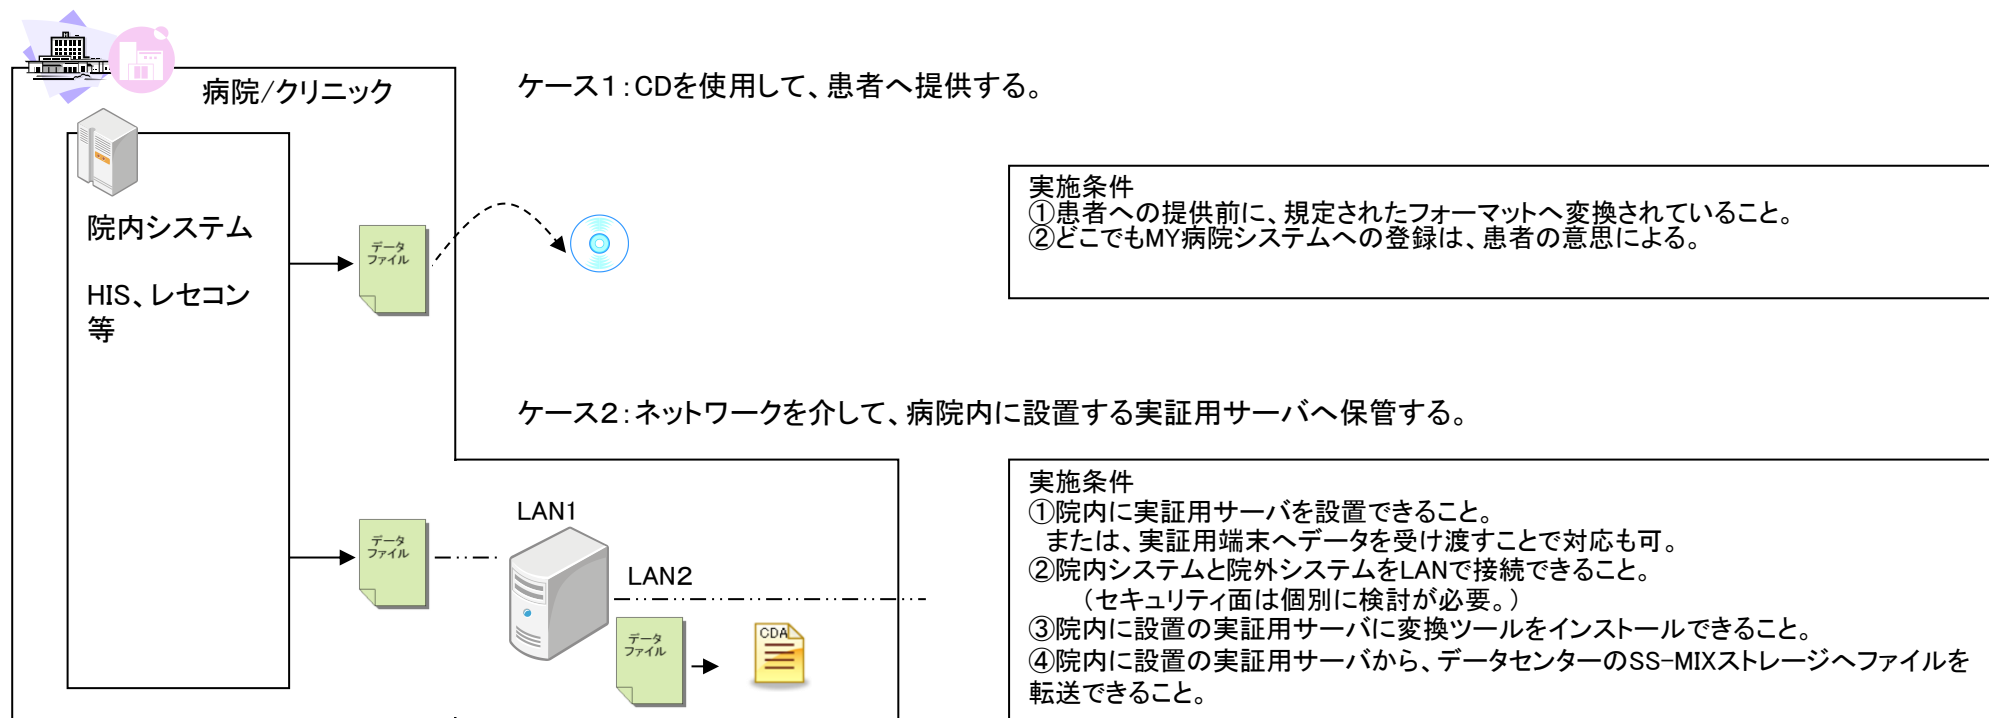 病院/クリニック
ケース1:CDを使用して、患者へ提供する。
院内システム
HIS、レセコン
等
データ
ファイル
実施条件
①患者への提供前に、規定されたフォーマットへ変換されていること。
②どこでもMY病院システムへの登録は、患者の意思による。
ケース2:ネットワークを介して、病院内に設置する実証用サーバへ保管する。
データ
ファイル
LAN1
LAN2
データ
ファイル
CDA
実施条件
①院内に実証用サーバを設置できること。
または、実証用端末へデータを受け渡すことで対応も可。
②院内システムと院外システムをLANで接続できること。
(セキュリティ面は個別に検討が必要。)
③院内に設置の実証用サーバに変換ツールをインストールできること。
④院内に設置の実証用サーバから、データセンターのSS-MIXストレージへファイルを
転送できること。